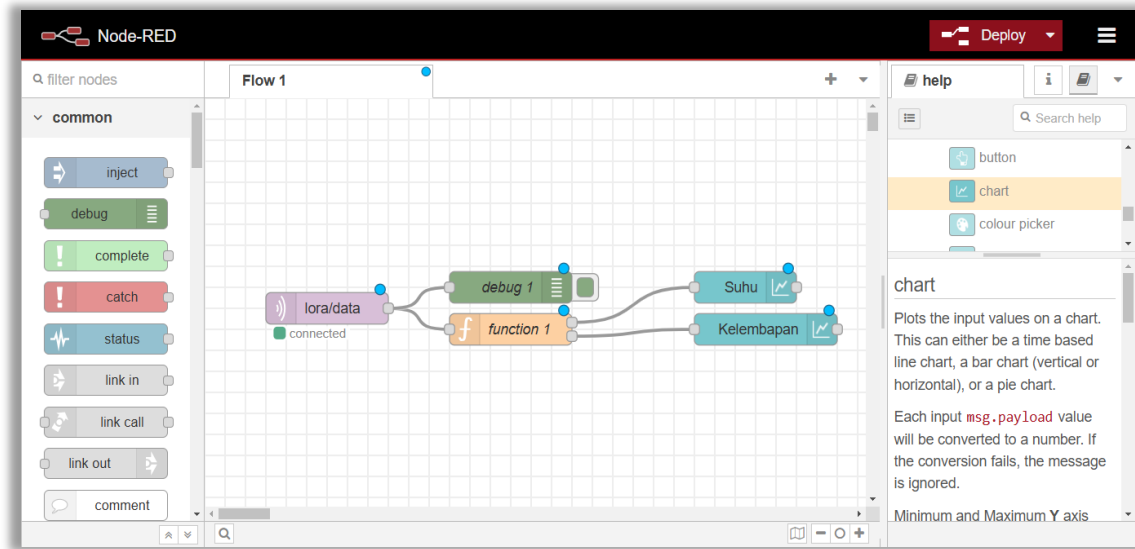 Node-RED
Deploy
filter nodes
common
inject
debug
complete
catch
status
link in
link call
link out
comment
Flow 1
lora/data
connected
debug 1
function 1
Suhu
Kelembapan
help
i
Search help
button
chart
colour picker
chart
Plots the input values on a chart.
This can either be a time based
line chart, a bar chart (vertical or
horizontal), or a pie chart.
Each input msg.payload value
will be converted to a number. If
the conversion fails, the message
is ignored.
Minimum and Maximum Y axis